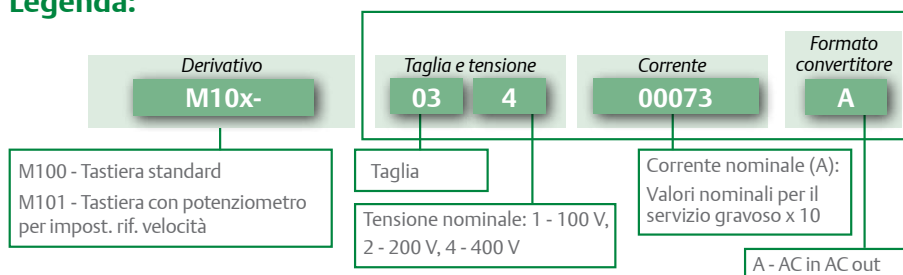 Legenda:
Derivativo
M10x-
Taglia e tensione
03 4
Corrente
00073
Formato
convertitore
A
M100 - Tastiera standard
M101 - Tastiera con potenziometro
per impost. rif. velocità
Taglia
Tensione nominale: 1 - 100 V,
2 - 200 V, 4 - 400 V
Corrente nominale (A):
Valori nominali per il
servizio gravoso x 10
A - AC in AC out